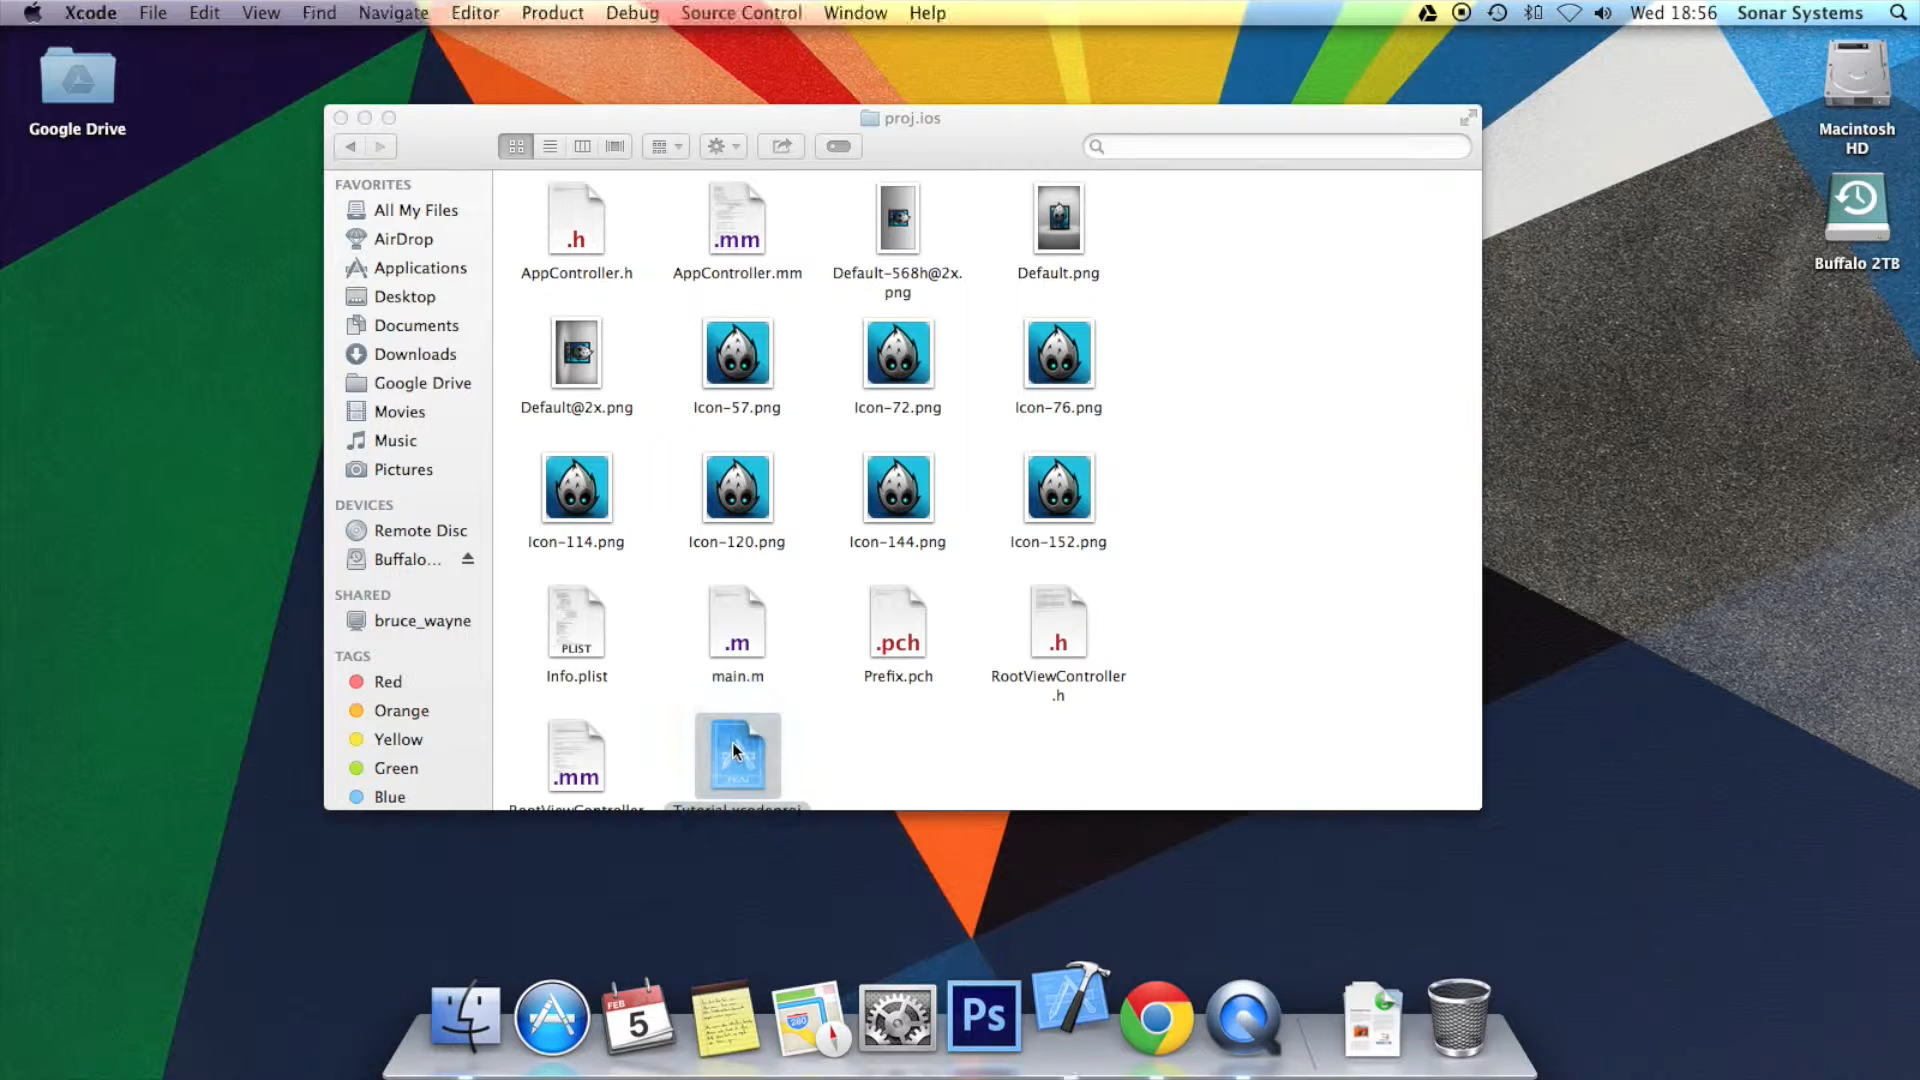 Xcode File Edit View Find Navigate Editor Product Debug Source Control Window Help Wed 18:56 Sonar Systems
Google Drive
Macintosh
HD
Buffalo 2TB
proj.ios
FAVORITES
All My Files
AirDrop
Applications
Desktop
Documents
Downloads
Google Drive
Movies
Music
Pictures
DEVICES
Remote Disc
Buffalo...
SHARED
bruce_wayne
TAGS
Red
Orange
Yellow
Green
Blue
.h
.mm
AppController.h
AppController.mm
Default-568h@2x.
png
Default.png
Default@2x.png
Icon-57.png
Icon-72.png
Icon-76.png
Icon-114.png
Icon-120.png
Icon-144.png
Icon-152.png
PLIST
.m
.pch
.h
Info.plist
main.m
Prefix.pch
RootViewController
.h
.mm
RootViewController
Tutorial.xcodeproj
FEB
5
280
Ps